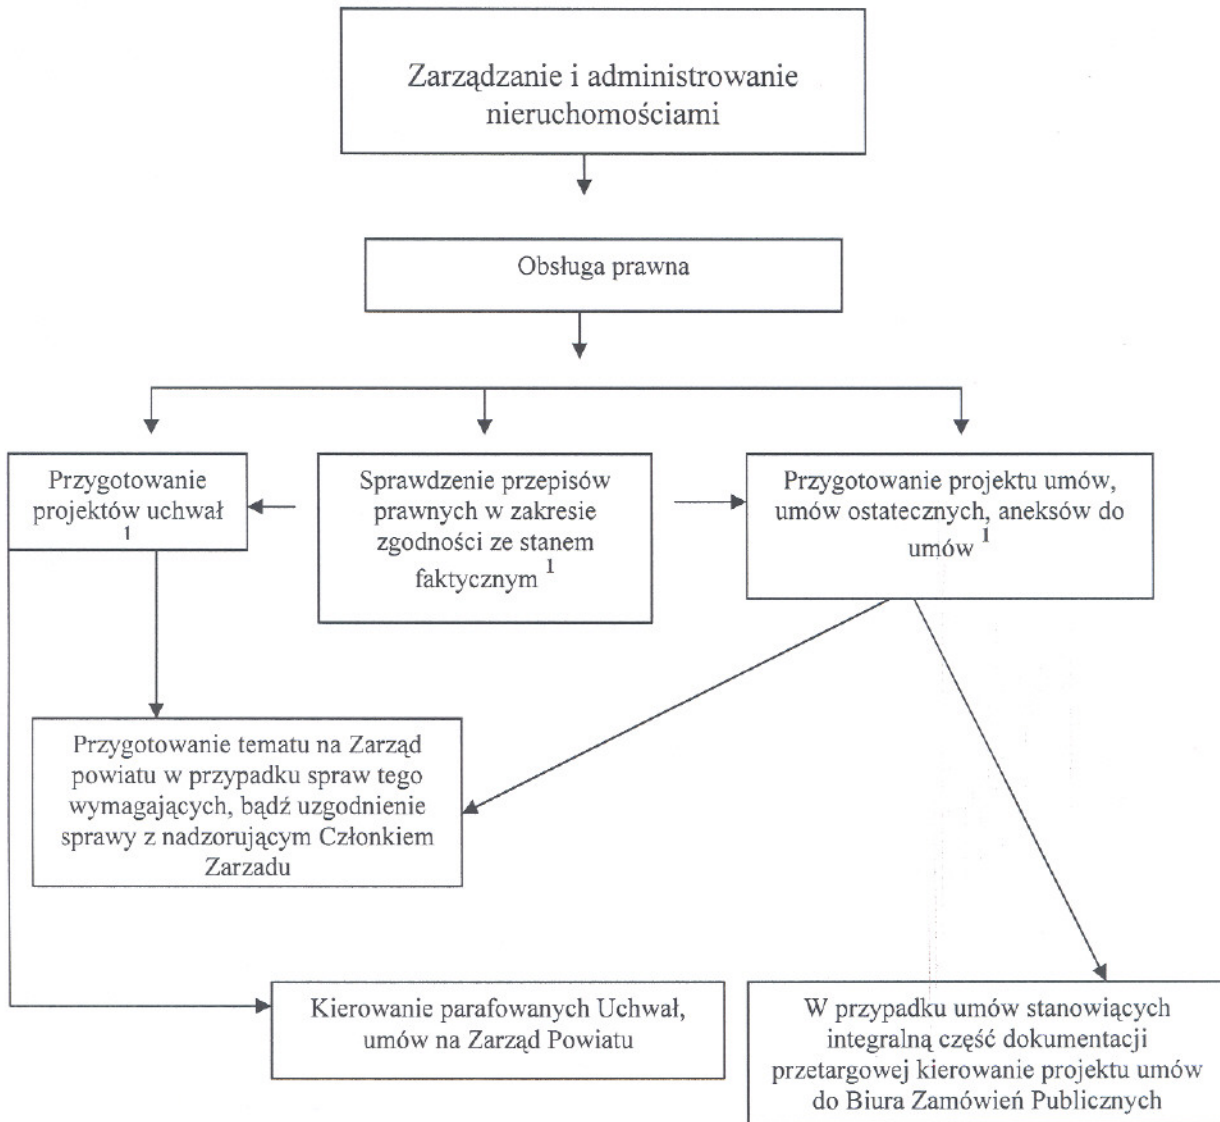 Zarządzanie i administrowanie
nieruchomościami
Obsługa prawna
Przygotowanie
projektów uchwał
1
Sprawdzenie przepisów
prawnych w zakresie
zgodności ze stanem
faktycznym 1
Przygotowanie projektu umów,
umów ostatecznych, aneksów do
umów 1
Przygotowanie tematu na Zarząd
powiatu w przypadku spraw tego
wymagających, bądź uzgodnienie
sprawy z nadzorującym Członkiem
Zarzadu
Kierowanie parafowanych Uchwał,
umów na Zarząd Powiatu
W przypadku umów stanowiących
integralną część dokumentacji
przetargowej kierowanie projektu umów
do Biura Zamówień Publicznych